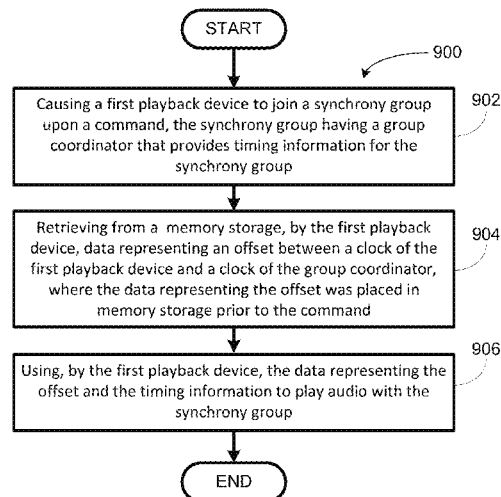 START
900
Causing a first playback device to join a synchrony group
upon a command, the synchrony group having a group
coordinator that provides timing information for the
synchrony group
902
Retrieving from a memory storage, by the first playback
device, data representing an offset between a clock of the
first playback device and a clock of the group coordinator,
where the data representing the offset was placed in
memory storage prior to the command
904
Using, by the first playback device, the data representing the
offset and the timing information to play audio with the
synchrony group
906
END